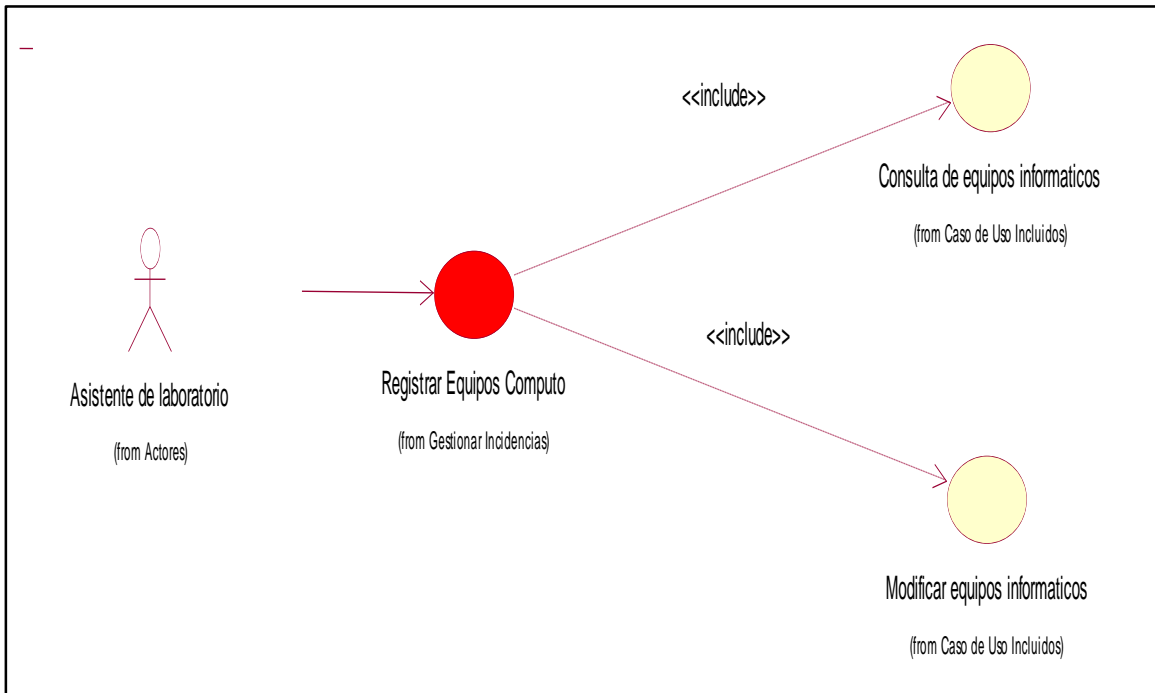 <<include>>
Consulta de equipos informaticos
(from Caso de Uso Incluidos)
<<include>>
Asistente de laboratorio
(from Actores)
Registrar Equipos Computo
(from Gestionar Incidencias)
Modificar equipos informaticos
(from Caso de Uso Incluidos)